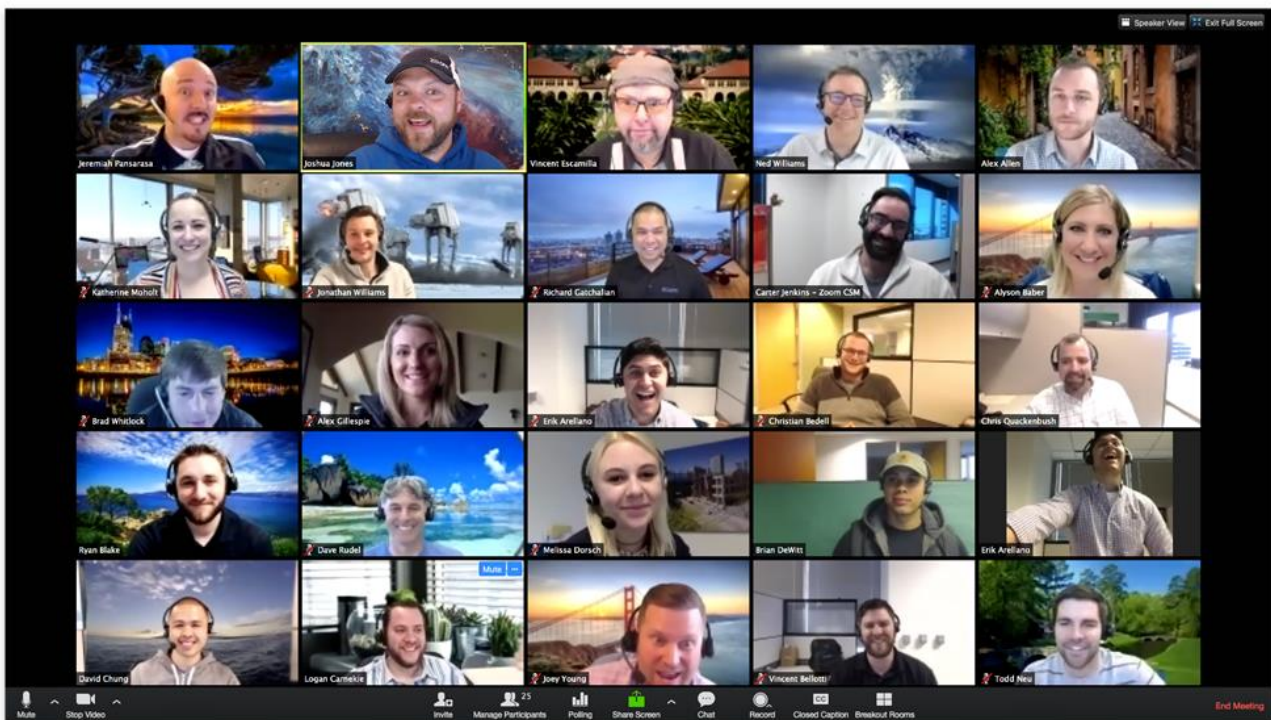 Speaker View Exit Full Screen
Jeremiah Pansarasa
Joshua Jones
Vincent Escamilla
Ned Williams
Alex Allen
Katherine Moholt
Jonathan Williams
Richard Gatchalian
Carter Jenkins - Zoom CSM
Alyson Baber
Brad Whitlock
Alex Gillespie
Erik Arellano
Christian Bedell
Chris Quackenbush
Ryan Blake
Dave Rudel
Melissa Dorsch
Brian DeWitt
Erik Arellano
Mute
David Chung
Logan Carnekie
Joey Young
Vincent Bellotti
Todd Neu
25
Mute Stop Video Invite Manage Participants Polling Share Screen Chat Record CC Closed Caption Breakout Rooms End Meeting